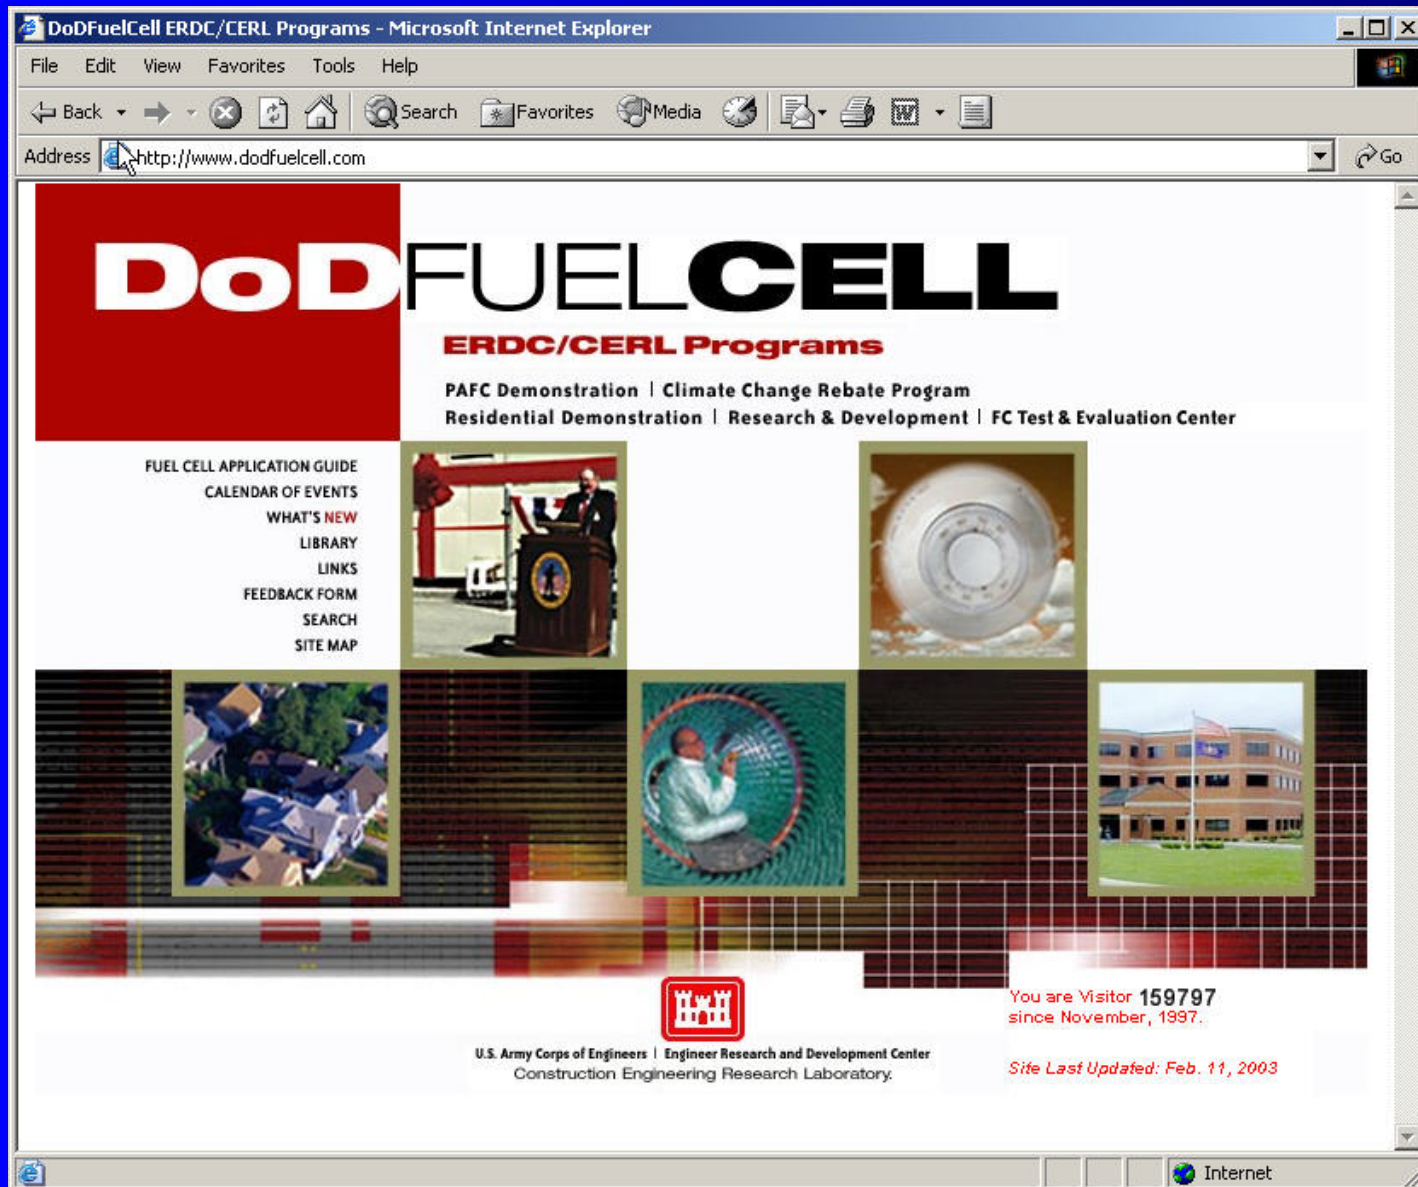 DoDFuelCell ERDC/CERL Programs - Microsoft Internet Explorer
File Edit View Favorites Tools Help
Back Search Favorites Media
Address http://www.dodfuelcell.com Go
DoDFUELCELL
ERDC/CERL Programs
PAFC Demonstration | Climate Change Rebate Program
Residential Demonstration | Research & Development | FC Test & Evaluation Center
FUEL CELL APPLICATION GUIDE
CALENDAR OF EVENTS
WHAT'S NEW
LIBRARY
LINKS
FEEDBACK FORM
SEARCH
SITE MAP
You are Visitor 159797
since November, 1997.
U.S. Army Corps of Engineers | Engineer Research and Development Center
Construction Engineering Research Laboratory.
Site Last Updated: Feb. 11, 2003
Internet